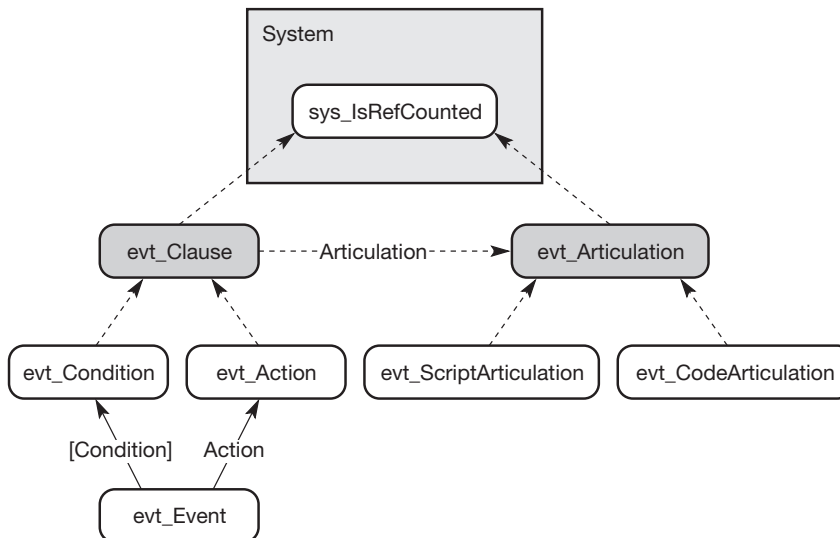 System
sys_IsRefCounted
evt_Clause
Articulation
evt_Articulation
evt_Condition
evt_Action
evt_ScriptArticulation
evt_CodeArticulation
[Condition]
Action
evt_Event